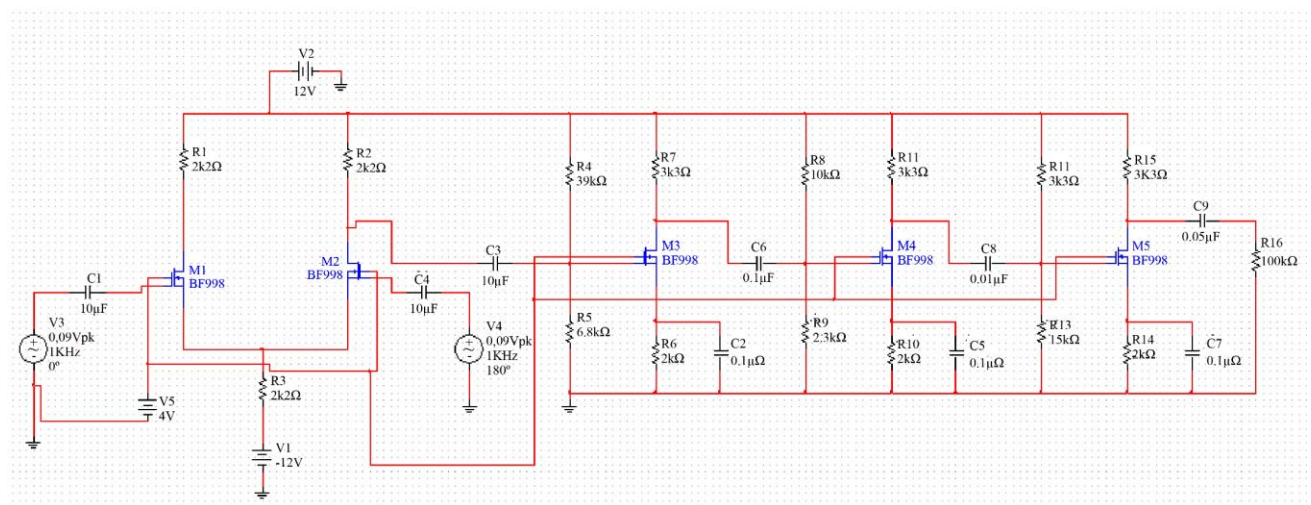 V2
12V
R1
2k2Ω
R2
2k2Ω
R4
39kΩ
R7
3k3Ω
R8
10kΩ
R11
3k3Ω
R11
3k3Ω
R15
3K3Ω
C9
0.05μF
R16
100kΩ
M1
BF998
M2
BF998
C1
10μF
C4
10μF
C3
10μF
M3
BF998
C6
0.1μF
M4
BF998
C8
0.01μF
M5
BF998
V3
0,09Vpk
1KHz
0º
V4
0,09Vpk
1KHz
180º
R5
6.8kΩ
R6
2kΩ
C2
0.1μΩ
R9
2.3kΩ
R10
2kΩ
C5
0.1μΩ
R13
15kΩ
R14
2kΩ
C7
0.1μΩ
R3
2k2Ω
V5
4V
V1
-12V